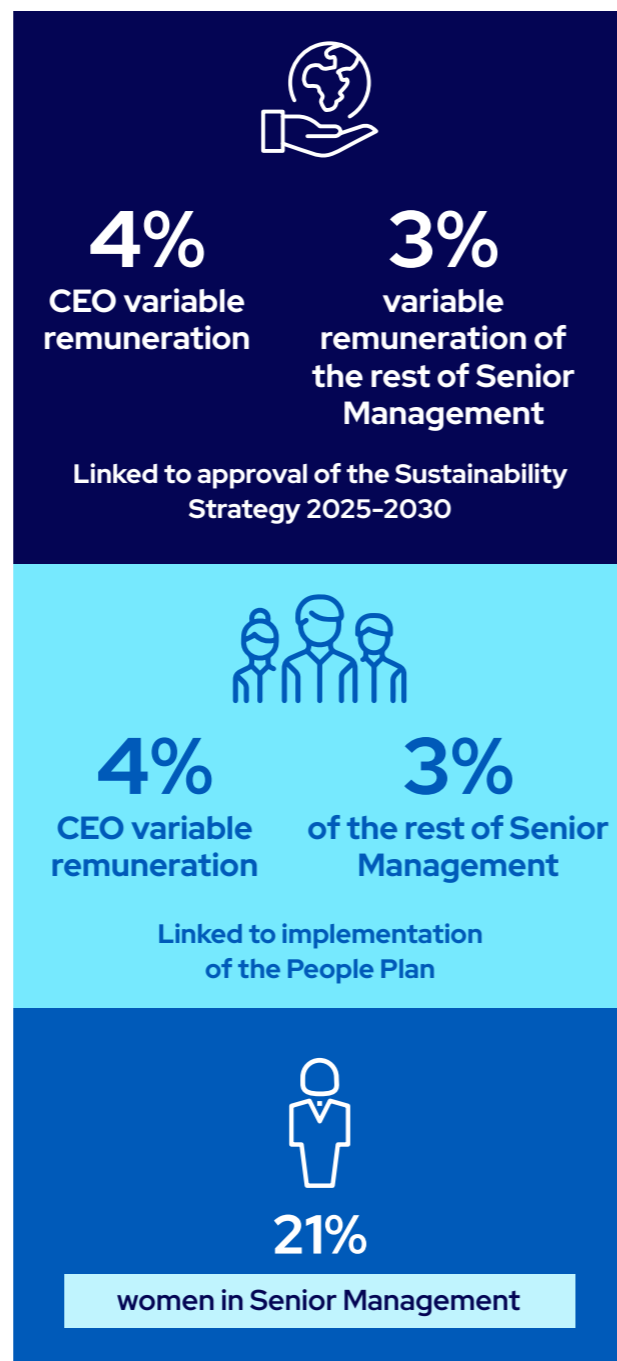 4%
CEO variable
remuneration
3%
variable
remuneration of
the rest of Senior
Management
Linked to approval of the Sustainability
Strategy 2025-2030
4%
CEO variable
remuneration
3%
of the rest of Senior
Management
Linked to implementation
of the People Plan
21%
women in Senior Management